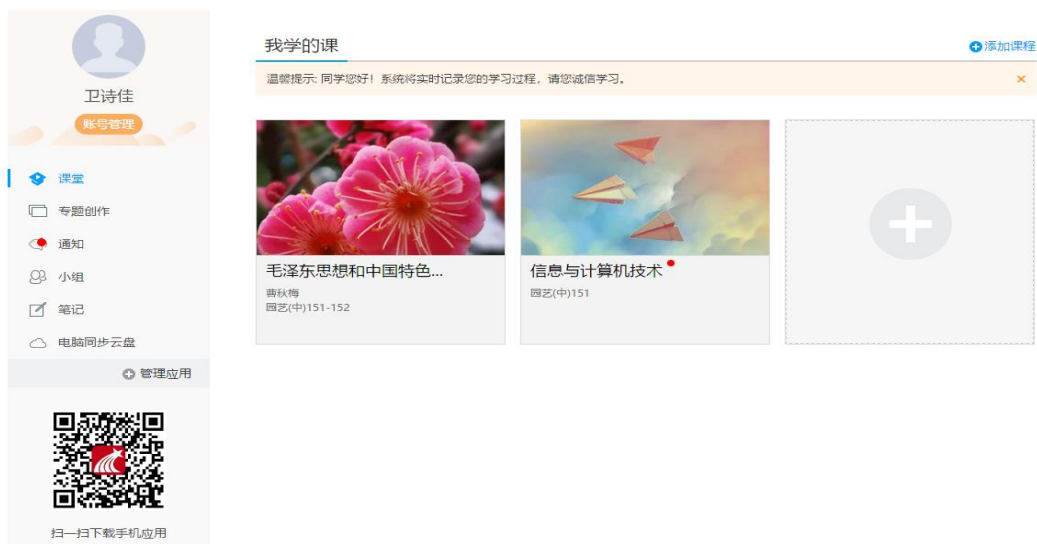 卫诗佳
账号管理
课堂
专题创作
通知
小组
笔记
电脑同步云盘
管理应用
扫一扫下载手机应用
我学的课
添加课程
温馨提示: 同学您好！系统将实时记录您的学习过程，请您诚信学习。
毛泽东思想和中国特色...
曹秋梅
园艺(中)151-152
信息与计算机技术
园艺(中)151